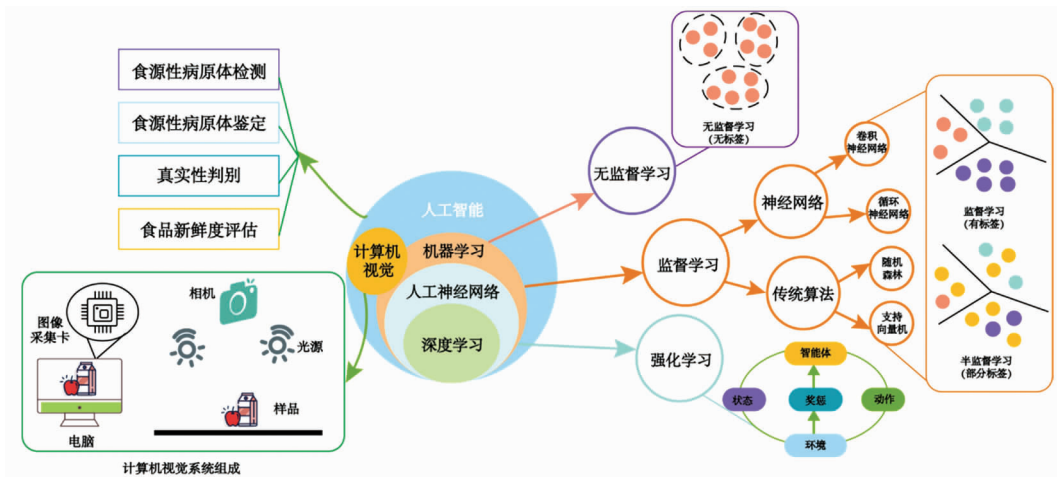 食源性病原体检测
食源性病原体鉴定
真实性判别
食品新鲜度评估
人工智能
计算机
视觉
机器学习
人工神经网络
深度学习
图像
采集卡
相机
光源
样品
电脑
计算机视觉系统组成
无监督学习
无监督学习
(无标签)
监督学习
神经网络
卷积
神经网络
循环
神经网络
传统算法
随机
森林
支持
向量机
监督学习
(有标签)
半监督学习
(部分标签)
强化学习
智能体
状态
奖惩
动作
环境